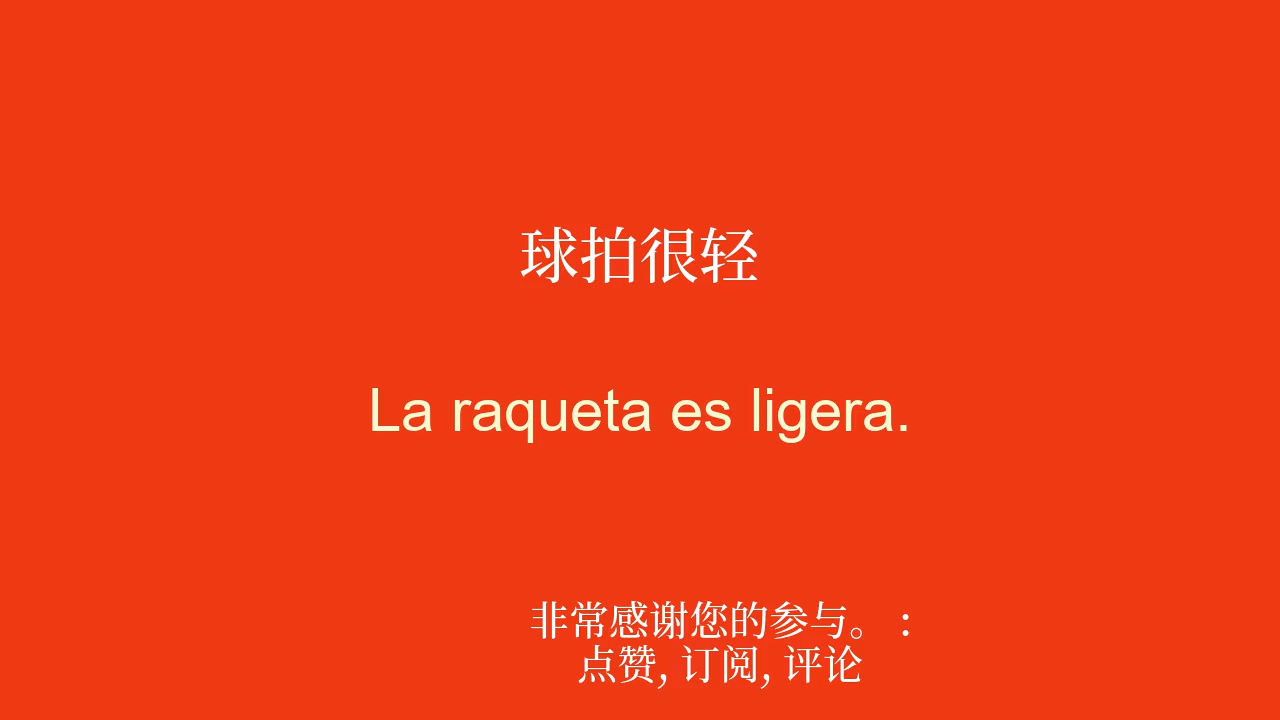 球拍很轻
La raqueta es ligera.
非常感谢您的参与。 :
点赞, 订阅, 评论